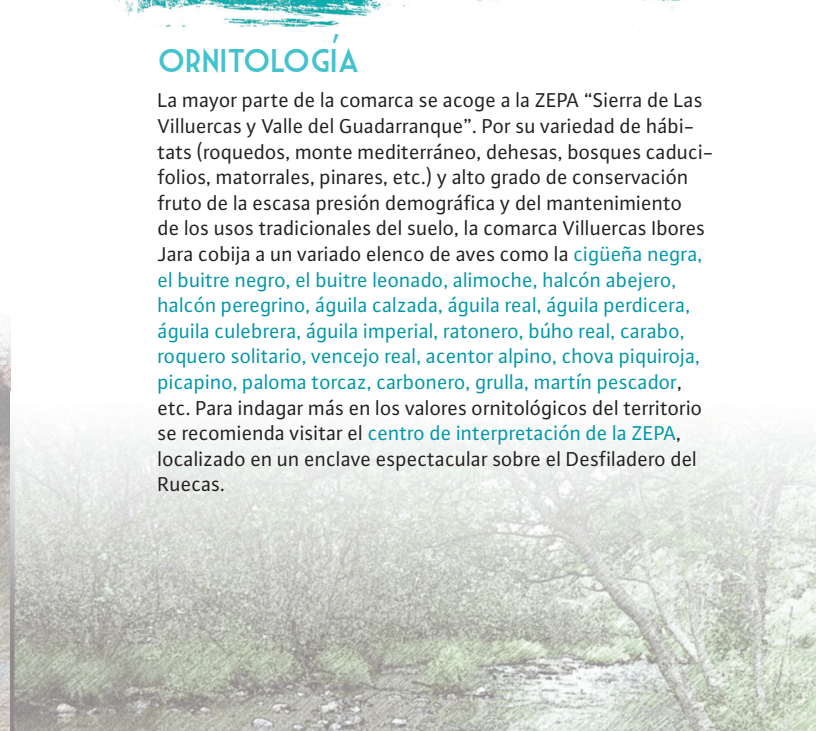 ORNITOLOGÍA
La mayor parte de la comarca se acoge a la ZEPA “Sierra de Las
Villuercas y Valle del Guadarranque”. Por su variedad de hábi-
tats (roquedos, monte mediterráneo, dehesas, bosques caduci-
folios, matorrales, pinares, etc.) y alto grado de conservación
fruto de la escasa presión demográfica y del mantenimiento
de los usos tradicionales del suelo, la comarca Villuercas Ibores
Jara cobija a un variado elenco de aves como la cigüeña negra,
el buitre negro, el buitre leonado, alimoche, halcón abejero,
halcón peregrino, águila calzada, águila real, águila perdicera,
águila culebrera, águila imperial, ratonero, búho real, carabo,
roquero solitario, vencejo real, acentor alpino, chova piquiroja,
picapino, paloma torcaz, carbonero, grulla, martín pescador,
etc. Para indagar más en los valores ornitológicos del territorio
se recomienda visitar el centro de interpretación de la ZEPA,
localizado en un enclave espectacular sobre el Desfiladero del
Ruecas.